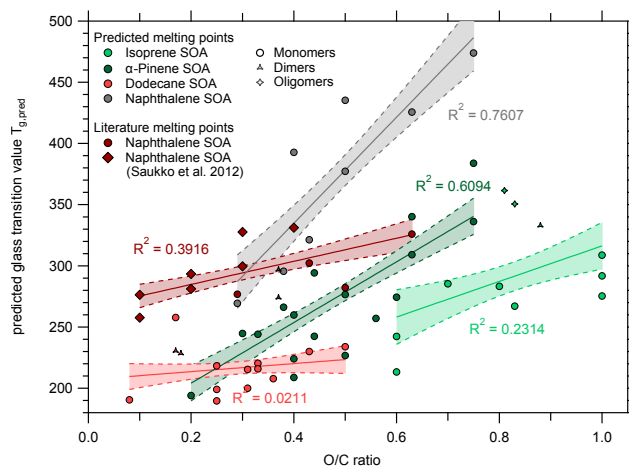 predicted glass transition value T_g,pred
500
450
400
350
300
250
200
Predicted melting points
Isoprene SOA
α-Pinene SOA
Dodecane SOA
Naphthalene SOA
Monomers
Dimers
Oligomers
Literature melting points
Naphthalene SOA
Naphthalene SOA
(Saukko et al. 2012)
R² = 0.7607
R² = 0.6094
R² = 0.3916
R² = 0.2314
R² = 0.0211
0.0
0.2
0.4
0.6
0.8
1.0
O/C ratio